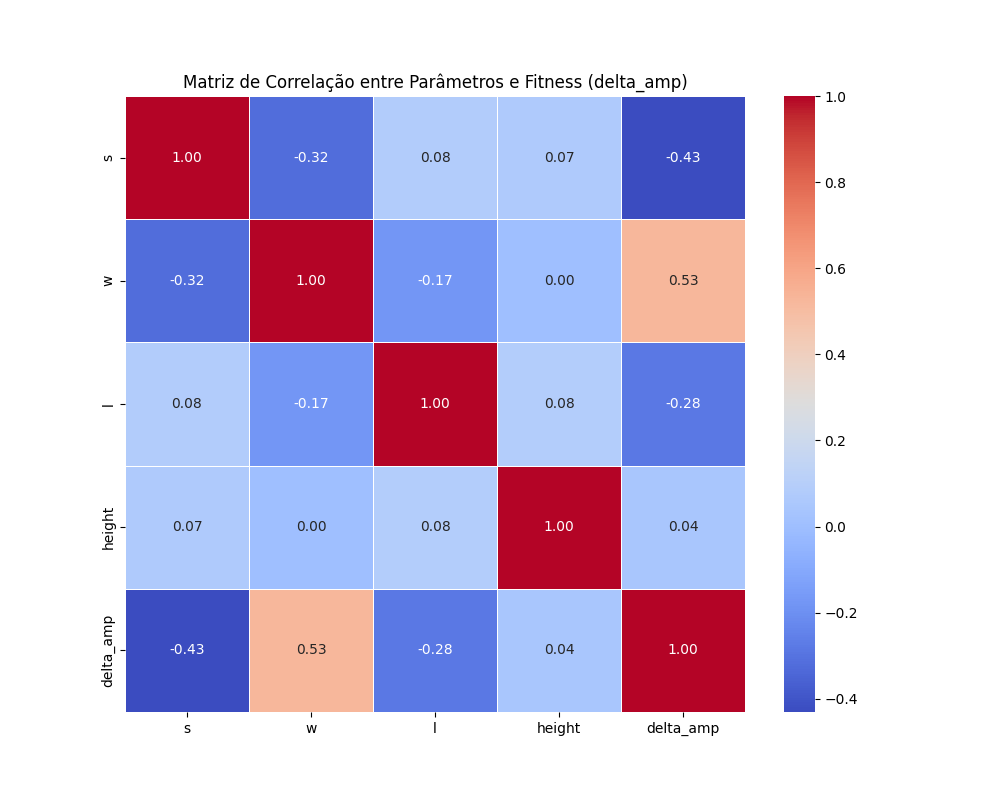 Matriz de Correlação entre Parâmetros e Fitness (delta_amp)
s 1.00 -0.32 0.08 0.07 -0.43
w -0.32 1.00 -0.17 0.00 0.53
l 0.08 -0.17 1.00 0.08 -0.28
height 0.07 0.00 0.08 1.00 0.04
delta_amp -0.43 0.53 -0.28 0.04 1.00
s w l height delta_amp
1.0
0.8
0.6
0.4
0.2
0.0
−0.2
−0.4